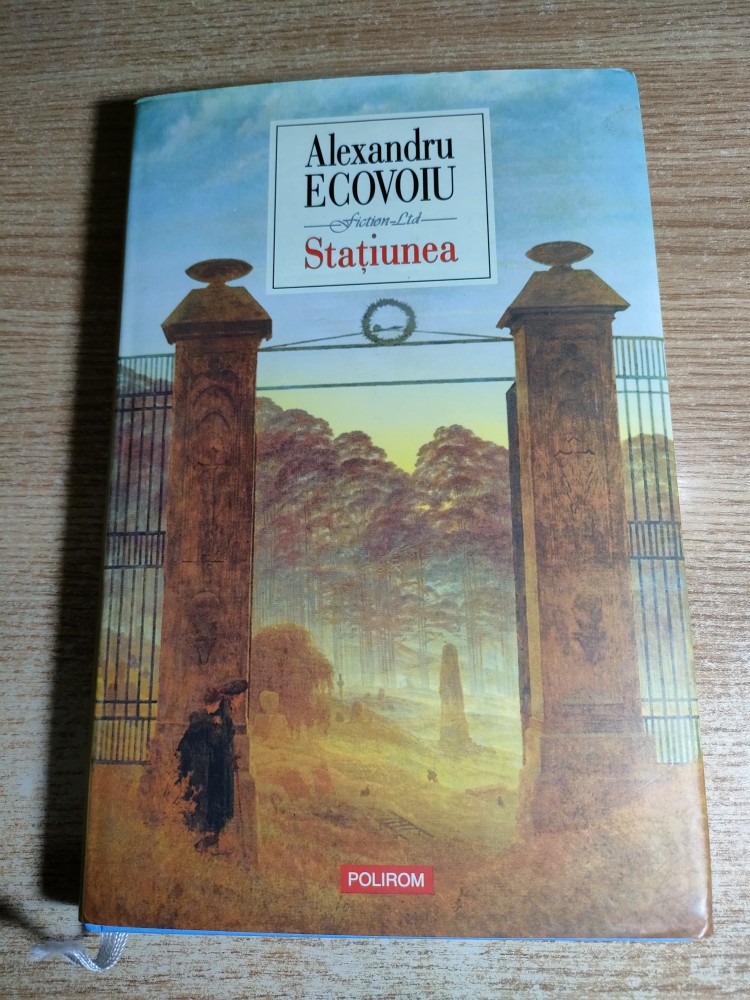 Alexandru
ECOVOIU
Fiction-Ltd
Stațiunea
POLIROM